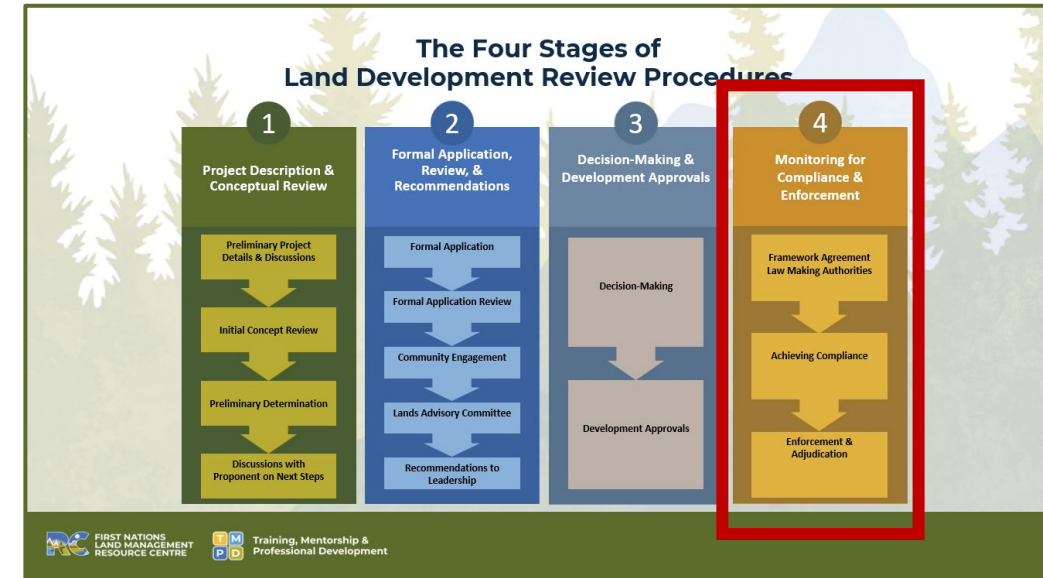 The Four Stages of
Land Development Review Procedures
1
Project Description &
Conceptual Review
Preliminary Project
Details & Discussions
Initial Concept Review
Preliminary Determination
Discussions with
Proponent on Next Steps
2
Formal Application,
Review, &
Recommendations
Formal Application
Formal Application Review
Community Engagement
Lands Advisory Committee
Recommendations to
Leadership
3
Decision-Making &
Development Approvals
Decision-Making
Development Approvals
4
Monitoring for
Compliance &
Enforcement
Framework Agreement
Law Making Authorities
Achieving Compliance
Enforcement &
Adjudication
RC
FIRST NATIONS
LAND MANAGEMENT
RESOURCE CENTRE
T M
P D
Training, Mentorship &
Professional Development